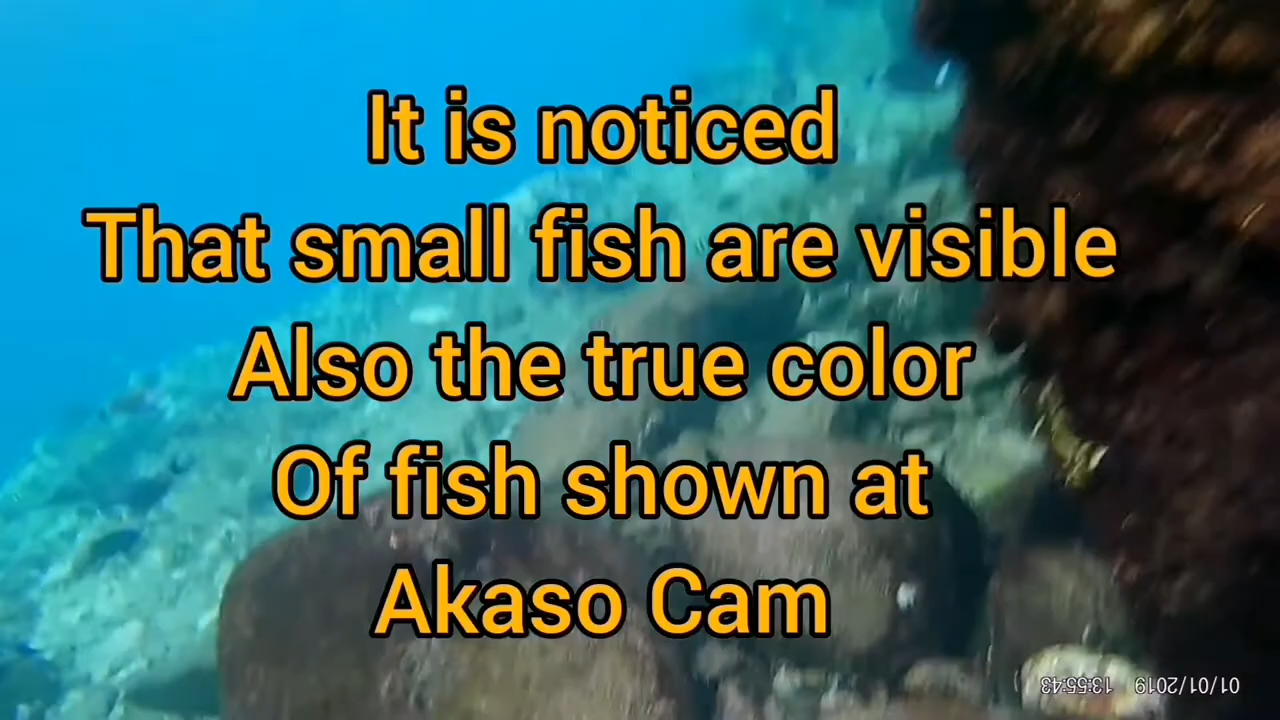 It is noticed
That small fish are visible
Also the true color
Of fish shown at
Akaso Cam
01/01/2019 13:55:43